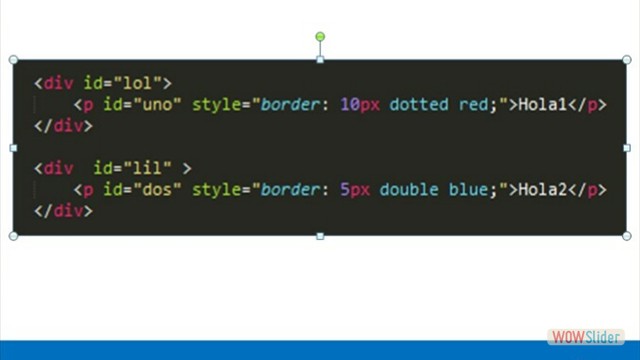 <div id="lol">
<p id="uno" style="border: 10px dotted red;">Hola1</p>
</div>
<div  id="lil" >
<p id="dos" style="border: 5px double blue;">Hola2</p>
</div>
WOWSlider